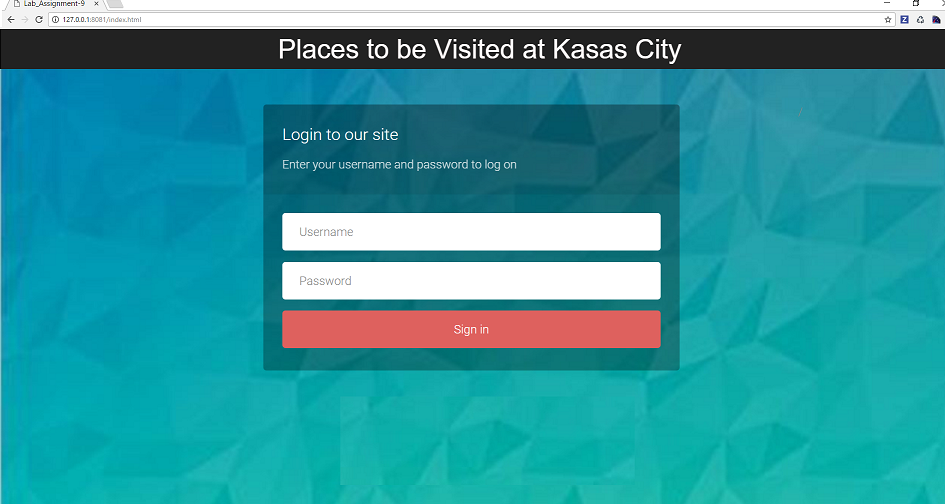 Lab_Assignment-9
127.0.0.1:8081/index.html
Places to be Visited at Kasas City
Login to our site
Enter your username and password to log on
Username
Password
Sign in